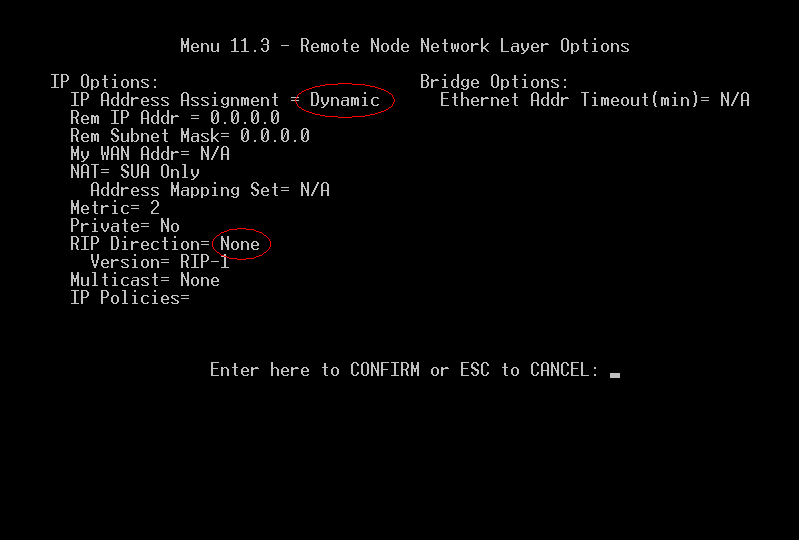 Menu 11.3 - Remote Node Network Layer Options
IP Options:
Bridge Options:
IP Address Assignment = Dynamic
Ethernet Addr Timeout(min)= N/A
Rem IP Addr = 0.0.0.0
Rem Subnet Mask= 0.0.0.0
My WAN Addr= N/A
NAT= SUA Only
Address Mapping Set= N/A
Metric= 2
Private= No
RIP Direction= None
Version= RIP-1
Multicast= None
IP Policies=
Enter here to CONFIRM or ESC to CANCEL: